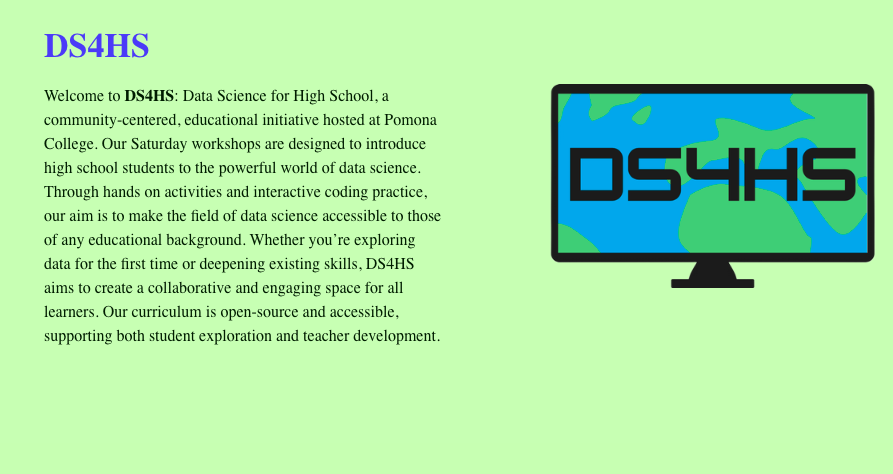 DS4HS
Welcome to DS4HS: Data Science for High School, a
community-centered, educational initiative hosted at Pomona
College. Our Saturday workshops are designed to introduce
high school students to the powerful world of data science.
Through hands on activities and interactive coding practice,
our aim is to make the field of data science accessible to those
of any educational background. Whether you’re exploring
data for the first time or deepening existing skills, DS4HS
aims to create a collaborative and engaging space for all
learners. Our curriculum is open-source and accessible,
supporting both student exploration and teacher development.
DS4HS